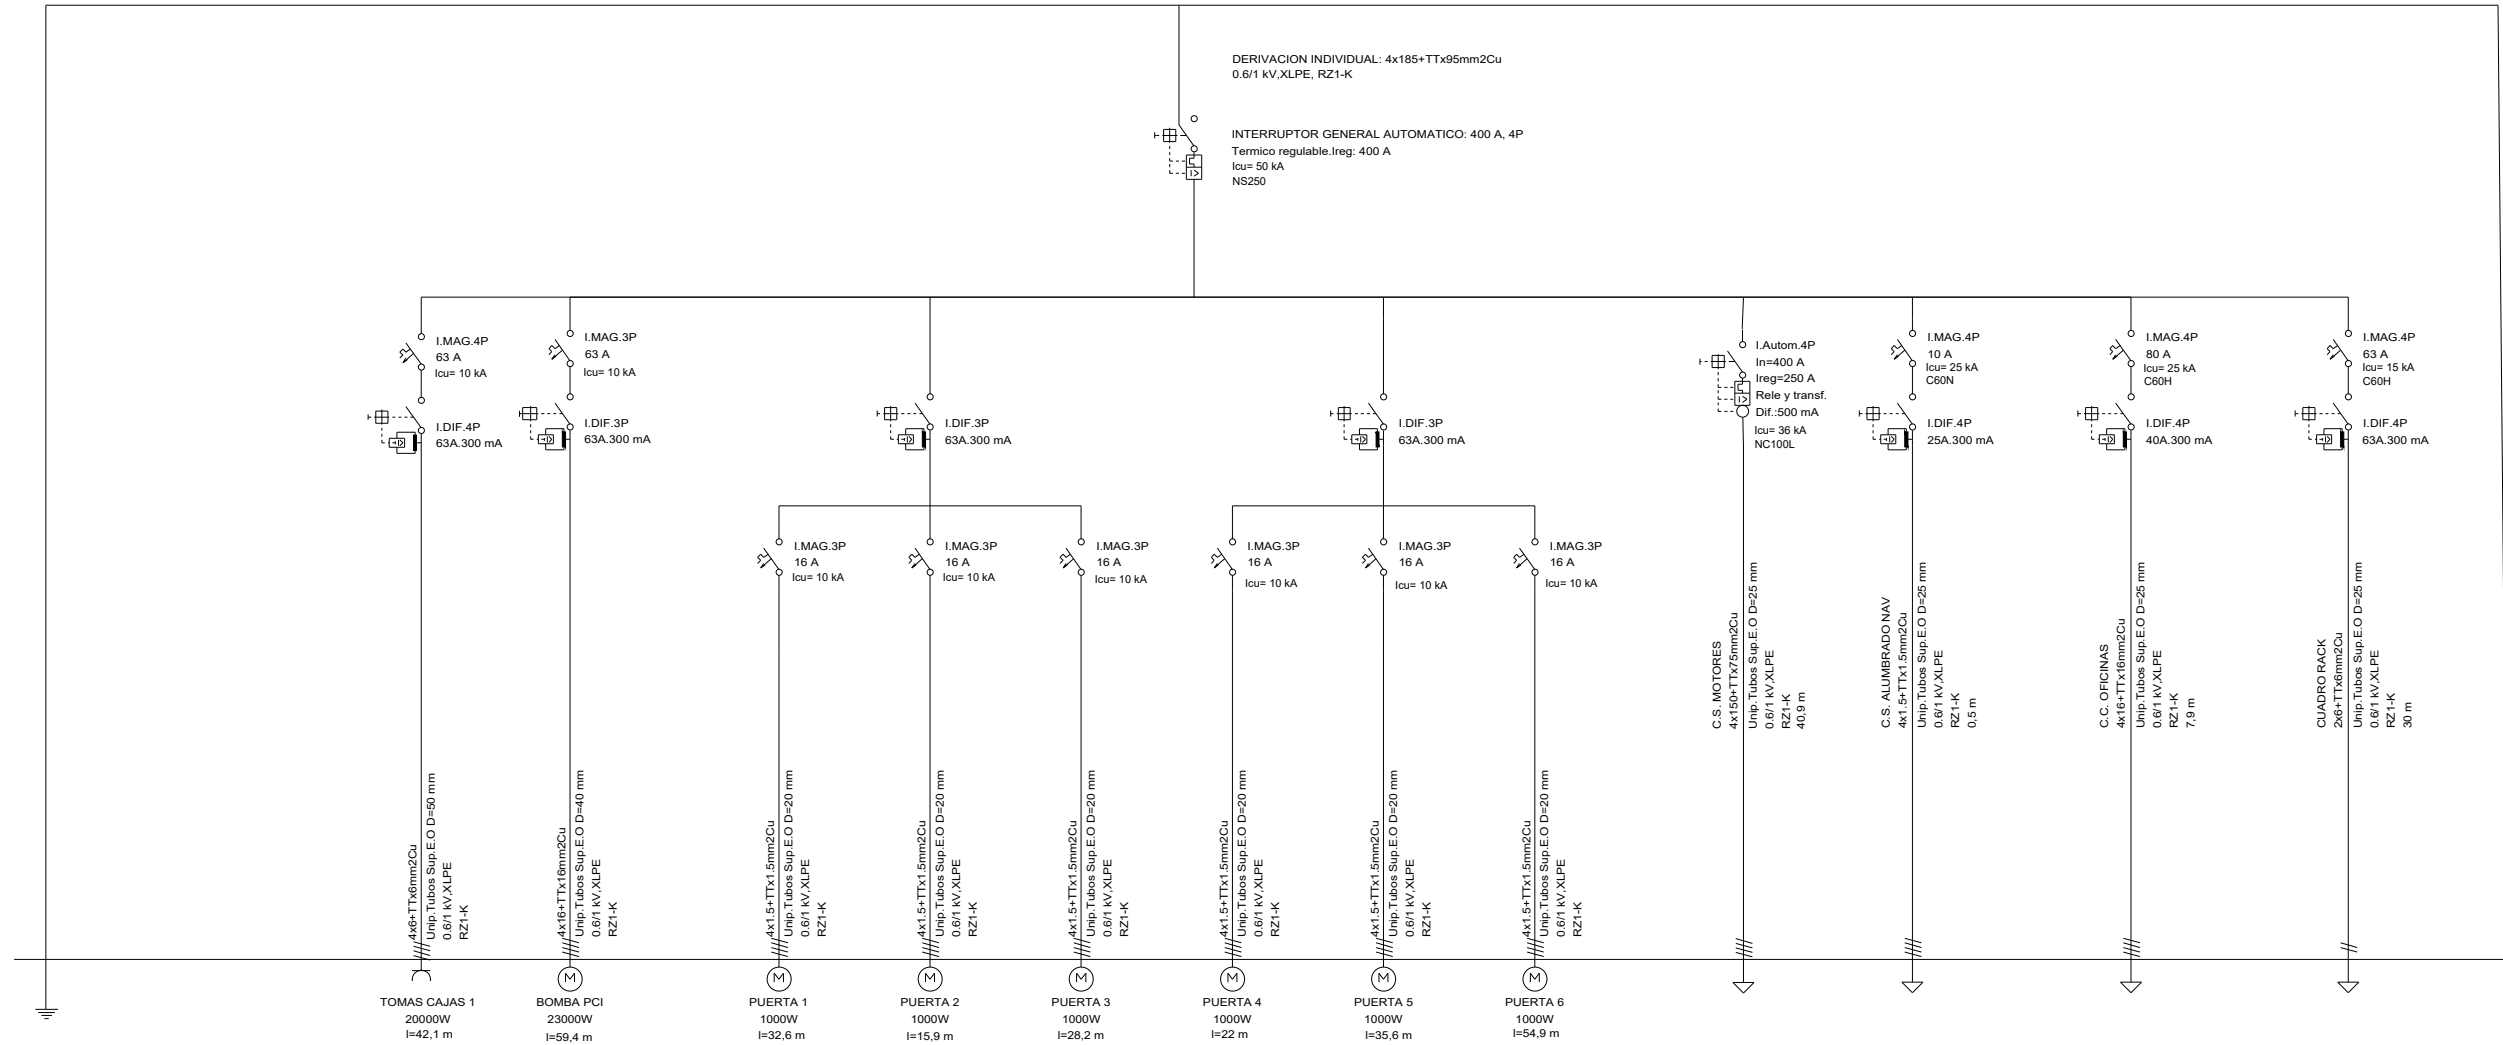 DERIVACION INDIVIDUAL: 4x185+TTx95mm2Cu
0.6/1 kV,XLPE, RZ1-K
INTERRUPTOR GENERAL AUTOMATICO: 400 A, 4P
Termico regulable.Ireg: 400 A
Icu= 50 kA
NS250
I.MAG.4P
63 A
Icu= 10 kA
I.DIF.4P
63A.300 mA
I.MAG.3P
63 A
Icu= 10 kA
I.DIF.3P
63A.300 mA
I.DIF.3P
63A.300 mA
I.DIF.3P
63A.300 mA
I.Autom.4P
In=400 A
Ireg=250 A
Rele y transf.
Dif.:500 mA
Icu= 36 kA
NC100L
I.MAG.4P
10 A
Icu= 25 kA
C60N
I.DIF.4P
25A.300 mA
I.MAG.4P
80 A
Icu= 25 kA
C60H
I.DIF.4P
40A.300 mA
I.MAG.4P
63 A
Icu= 15 kA
C60H
I.DIF.4P
63A.300 mA
I.MAG.3P
16 A
Icu= 10 kA
I.MAG.3P
16 A
Icu= 10 kA
I.MAG.3P
16 A
Icu= 10 kA
I.MAG.3P
16 A
Icu= 10 kA
I.MAG.3P
16 A
Icu= 10 kA
I.MAG.3P
16 A
Icu= 10 kA
4x6+TTx6mm2Cu
Unip.Tubos Sup.E.O D=50 mm
0.6/1 kV,XLPE
RZ1-K
4x16+TTx16mm2Cu
Unip.Tubos Sup.E.O D=40 mm
0.6/1 kV,XLPE
RZ1-K
4x1.5+TTx1.5mm2Cu
Unip.Tubos Sup.E.O D=20 mm
0.6/1 kV,XLPE
RZ1-K
4x1.5+TTx1.5mm2Cu
Unip.Tubos Sup.E.O D=20 mm
0.6/1 kV,XLPE
RZ1-K
4x1.5+TTx1.5mm2Cu
Unip.Tubos Sup.E.O D=20 mm
0.6/1 kV,XLPE
RZ1-K
4x1.5+TTx1.5mm2Cu
Unip.Tubos Sup.E.O D=20 mm
0.6/1 kV,XLPE
RZ1-K
4x1.5+TTx1.5mm2Cu
Unip.Tubos Sup.E.O D=20 mm
0.6/1 kV,XLPE
RZ1-K
4x1.5+TTx1.5mm2Cu
Unip.Tubos Sup.E.O D=20 mm
0.6/1 kV,XLPE
RZ1-K
C.S. MOTORES
4x150+TTx75mm2Cu
Unip.Tubos Sup.E.O D=25 mm
0.6/1 kV,XLPE
RZ1-K
40,9 m
C.S. ALUMBRADO NAV
4x1.5+TTx1.5mm2Cu
Unip.Tubos Sup.E.O D=25 mm
0.6/1 kV,XLPE
RZ1-K
0,5 m
C.C. OFICINAS
4x16+TTx16mm2Cu
Unip.Tubos Sup.E.O D=25 mm
0.6/1 kV,XLPE
RZ1-K
7,9 m
CUADRO RACK
2x6+TTx6mm2Cu
Unip.Tubos Sup.E.O D=25 mm
0.6/1 kV,XLPE
RZ1-K
30 m
M
M
M
M
M
M
M
TOMAS CAJAS 1
20000W
l=42,1 m
BOMBA PCI
23000W
l=59,4 m
PUERTA 1
1000W
l=32,6 m
PUERTA 2
1000W
l=15,9 m
PUERTA 3
1000W
l=28,2 m
PUERTA 4
1000W
l=22 m
PUERTA 5
1000W
l=35,6 m
PUERTA 6
1000W
l=54,9 m